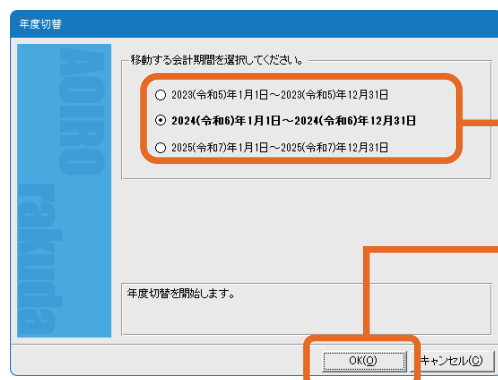 年度切替
AOIRO
rakuda
移動する会計期間を選択してください。
2023(令和5)年1月1日～2023(令和5)年12月31日
2024(令和6)年1月1日～2024(令和6)年12月31日
2025(令和7)年1月1日～2025(令和7)年12月31日
年度切替を開始します。
OK(O)
キャンセル(C)